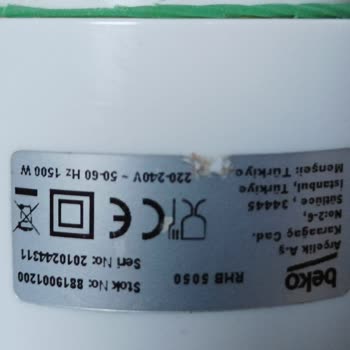 beko
Arçelik A.Ş
Karaağaç Cad.
No:2-6,
Sütlüce , 34445
İstanbul, Türkiye
Menşei: Türkiye
RHB 5050
Stok No: 8819001200
Seri No: 2010244311
220-240V ~ 50-60 Hz 1500 W